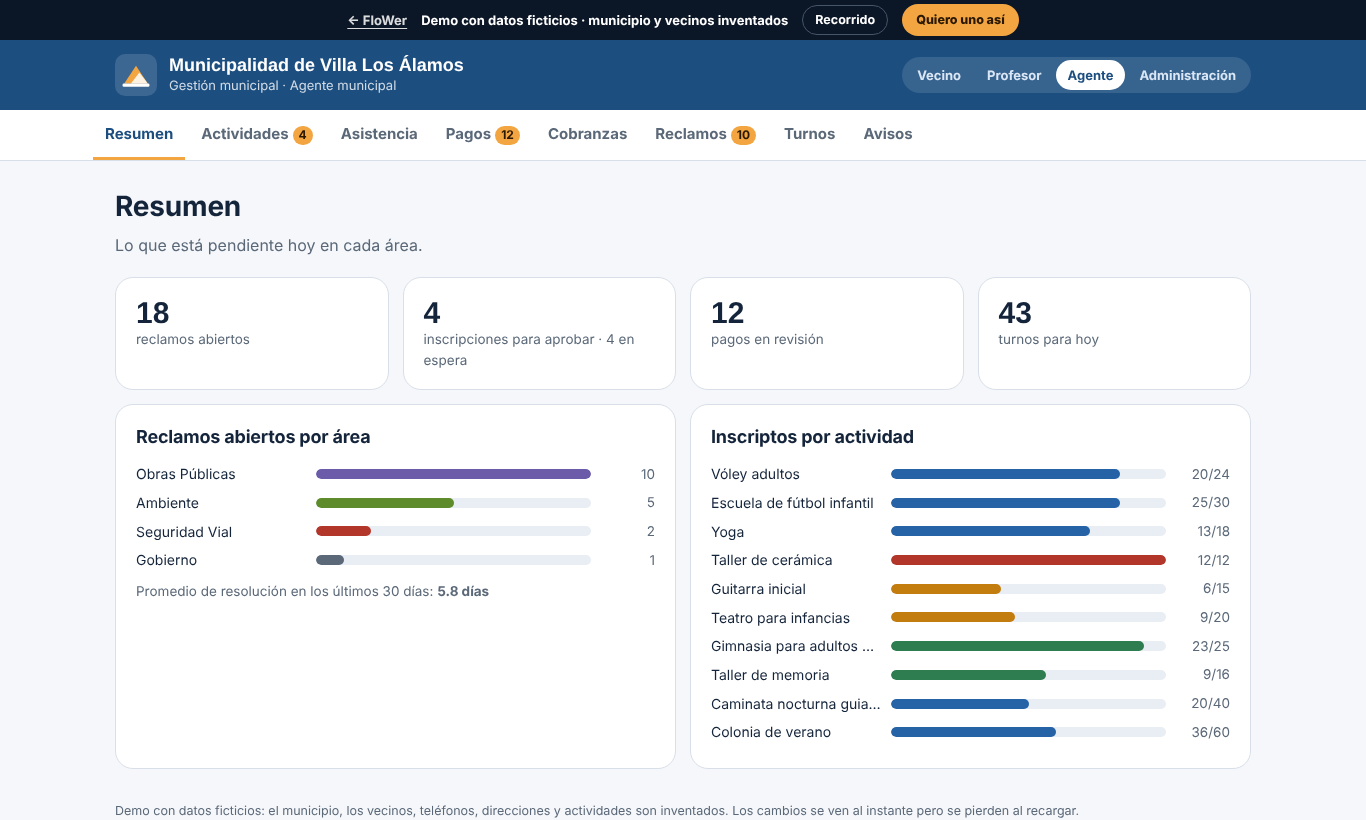 ← FloWer Demo con datos ficticios · municipio y vecinos inventados Recorrido Quiero uno así
Municipalidad de Villa Los Álamos
Gestión municipal · Agente municipal
Vecino Profesor Agente Administración
Resumen Actividades 4 Asistencia Pagos 12 Cobranzas Reclamos 10 Turnos Avisos
Resumen
Lo que está pendiente hoy en cada área.
18
reclamos abiertos
4
inscripciones para aprobar · 4 en
espera
12
pagos en revisión
43
turnos para hoy
Reclamos abiertos por área
Obras Públicas 10
Ambiente 5
Seguridad Vial 2
Gobierno 1
Promedio de resolución en los últimos 30 días: 5.8 días
Inscriptos por actividad
Vóley adultos 20/24
Escuela de fútbol infantil 25/30
Yoga 13/18
Taller de cerámica 12/12
Guitarra inicial 6/15
Teatro para infancias 9/20
Gimnasia para adultos ... 23/25
Taller de memoria 9/16
Caminata nocturna guia... 20/40
Colonia de verano 36/60
Demo con datos ficticios: el municipio, los vecinos, teléfonos, direcciones y actividades son inventados. Los cambios se ven al instante pero se pierden al recargar.